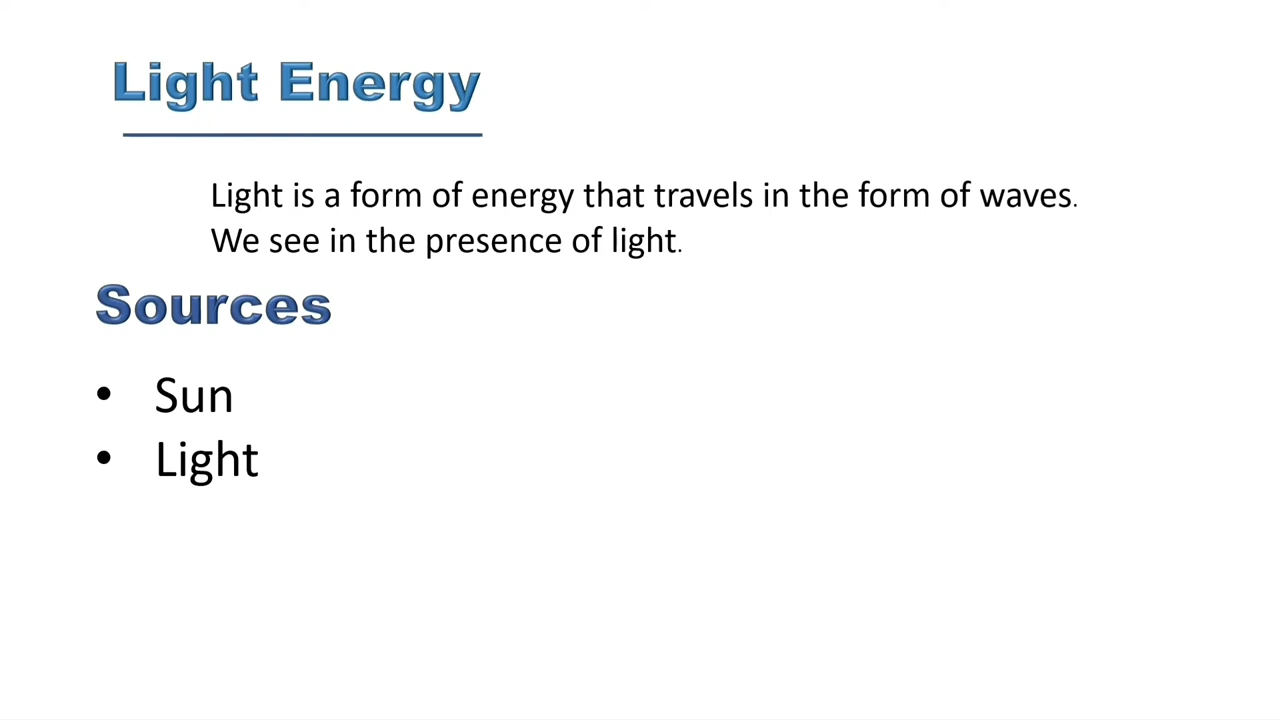 Light Energy
Light is a form of energy that travels in the form of waves.
We see in the presence of light.
Sources
• Sun
• Light